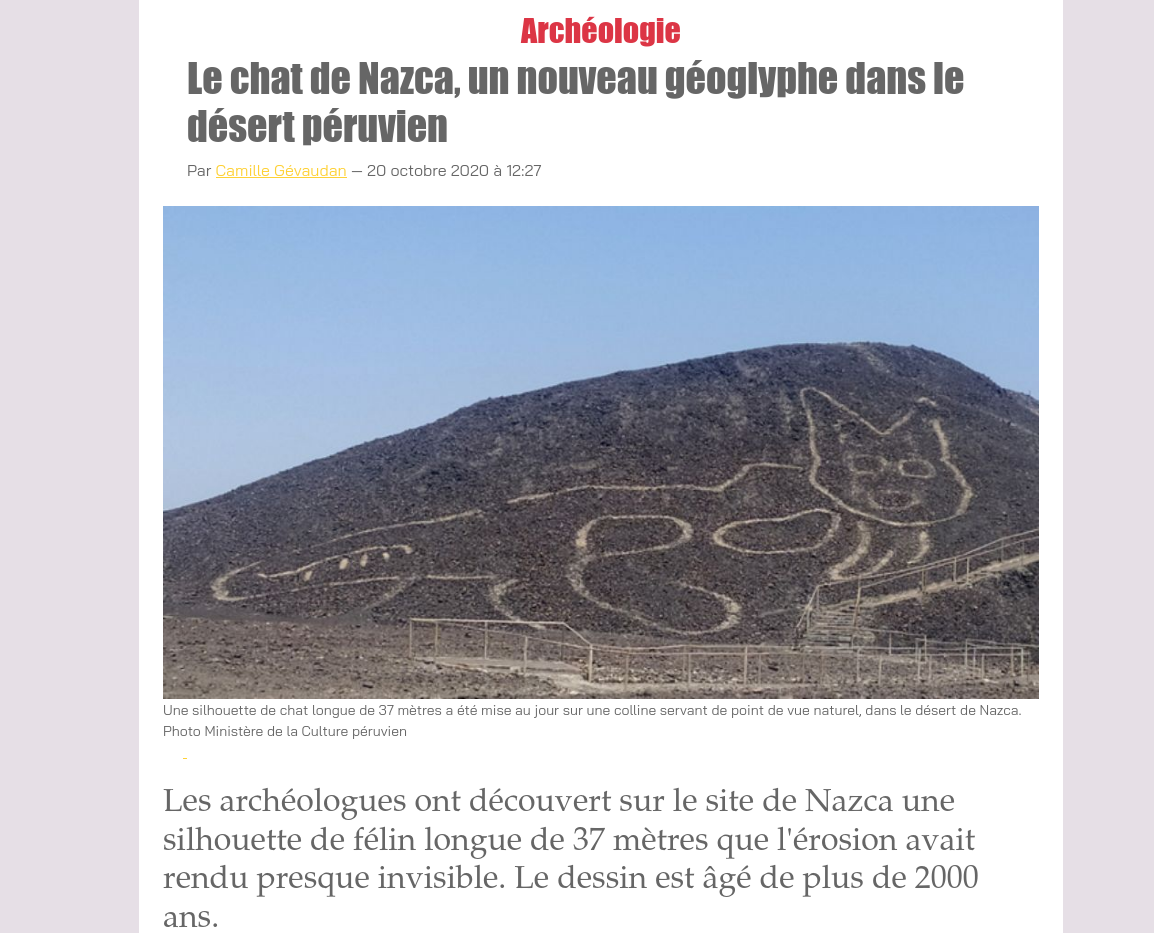 Archéologie
Le chat de Nazca, un nouveau géoglyphe dans le
désert péruvien
Par Camille Gévaudan — 20 octobre 2020 à 12:27
Une silhouette de chat longue de 37 mètres a été mise au jour sur une colline servant de point de vue naturel, dans le désert de Nazca.
Photo Ministère de la Culture péruvien
-
Les archéologues ont découvert sur le site de Nazca une
silhouette de félin longue de 37 mètres que l'érosion avait
rendu presque invisible. Le dessin est âgé de plus de 2000
ans.